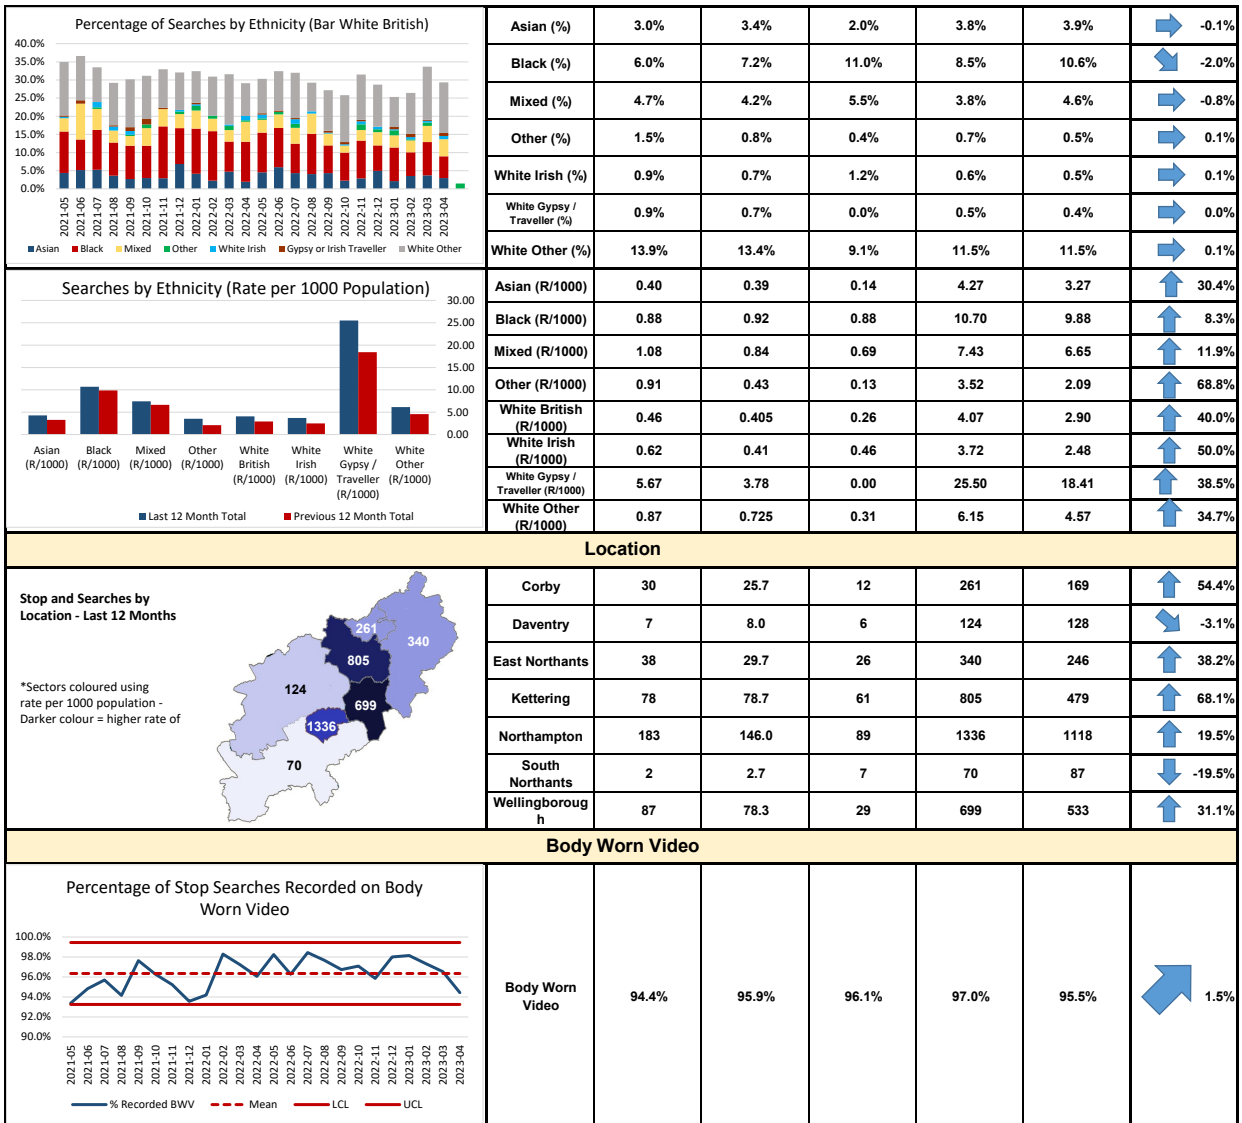 Percentage of Searches by Ethnicity (Bar White British)
40.0%
35.0%
30.0%
25.0%
20.0%
15.0%
10.0%
5.0%
0.0%
2021-05 2021-06 2021-07 2021-08 2021-09 2021-10 2021-11 2021-12 2022-01 2022-02 2022-03 2022-04 2022-05 2022-06 2022-07 2022-08 2022-09 2022-10 2022-11 2022-12 2023-01 2023-02 2023-03 2023-04
Asian Black Mixed Other White Irish Gypsy or Irish Traveller White Other
Asian (%) 3.0% 3.4% 2.0% 3.8% 3.9% -0.1%
Black (%) 6.0% 7.2% 11.0% 8.5% 10.6% -2.0%
Mixed (%) 4.7% 4.2% 5.5% 3.8% 4.6% -0.8%
Other (%) 1.5% 0.8% 0.4% 0.7% 0.5% 0.1%
White Irish (%) 0.9% 0.7% 1.2% 0.6% 0.5% 0.1%
White Gypsy /
Traveller (%) 0.9% 0.7% 0.0% 0.5% 0.4% 0.0%
White Other (%) 13.9% 13.4% 9.1% 11.5% 11.5% 0.1%
Searches by Ethnicity (Rate per 1000 Population)
30.00
25.00
20.00
15.00
10.00
5.00
0.00
Asian Black Mixed Other White White White White
(R/1000) (R/1000) (R/1000) (R/1000) British Irish Gypsy / Other
(R/1000) (R/1000) Traveller (R/1000)
(R/1000)
Last 12 Month Total Previous 12 Month Total
Asian (R/1000) 0.40 0.39 0.14 4.27 3.27 30.4%
Black (R/1000) 0.88 0.92 0.88 10.70 9.88 8.3%
Mixed (R/1000) 1.08 0.84 0.69 7.43 6.65 11.9%
Other (R/1000) 0.91 0.43 0.13 3.52 2.09 68.8%
White British
(R/1000) 0.46 0.405 0.26 4.07 2.90 40.0%
White Irish
(R/1000) 0.62 0.41 0.46 3.72 2.48 50.0%
White Gypsy /
Traveller (R/1000) 5.67 3.78 0.00 25.50 18.41 38.5%
White Other
(R/1000) 0.87 0.725 0.31 6.15 4.57 34.7%
Location
Stop and Searches by
Location - Last 12 Months
*Sectors coloured using
rate per 1000 population -
Darker colour = higher rate of
261
340
805
124
699
1336
70
Corby 30 25.7 12 261 169 54.4%
Daventry 7 8.0 6 124 128 -3.1%
East Northants 38 29.7 26 340 246 38.2%
Kettering 78 78.7 61 805 479 68.1%
Northampton 183 146.0 89 1336 1118 19.5%
South
Northants 2 2.7 7 70 87 -19.5%
Wellingboroug
h 87 78.3 29 699 533 31.1%
Body Worn Video
Percentage of Stop Searches Recorded on Body
Worn Video
100.0%
98.0%
96.0%
94.0%
92.0%
90.0%
2021-05 2021-06 2021-07 2021-08 2021-09 2021-10 2021-11 2021-12 2022-01 2022-02 2022-03 2022-04 2022-05 2022-06 2022-07 2022-08 2022-09 2022-10 2022-11 2022-12 2023-01 2023-02 2023-03 2023-04
% Recorded BWV Mean LCL UCL
Body Worn
Video 94.4% 95.9% 96.1% 97.0% 95.5% 1.5%